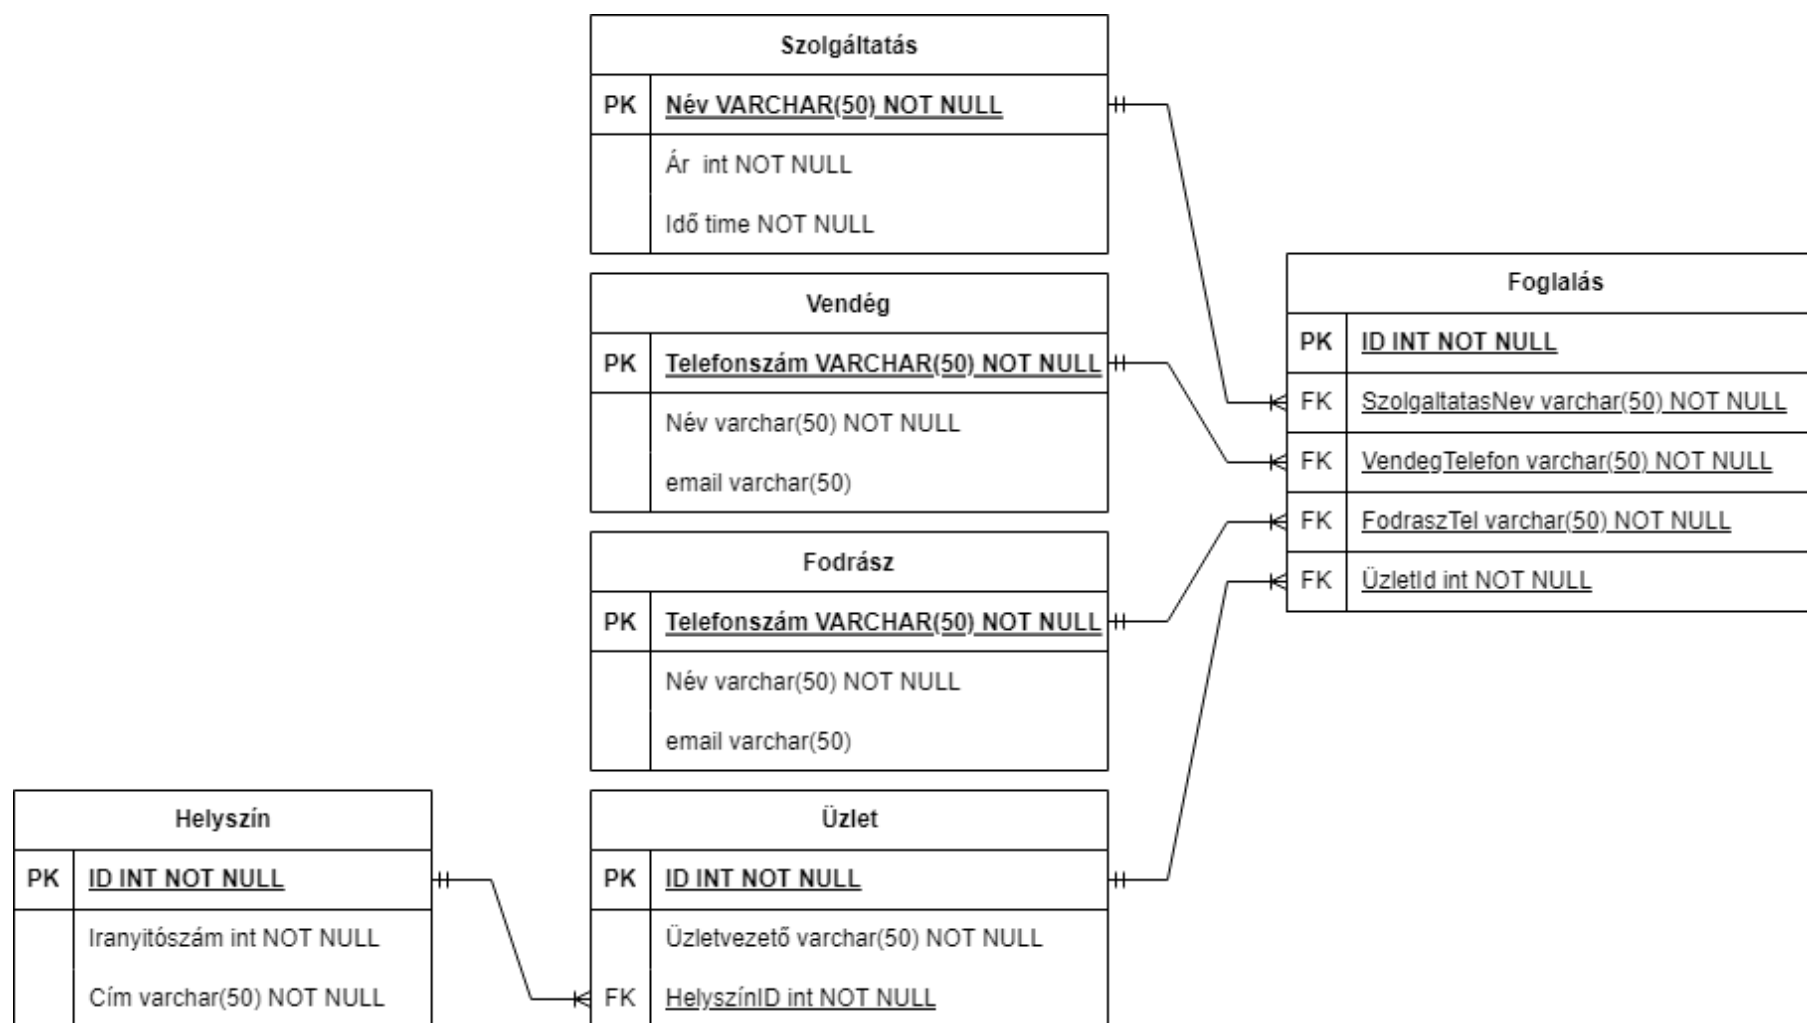 Szolgáltatás
PK Név VARCHAR(50) NOT NULL
Ár int NOT NULL
Idő time NOT NULL
Vendég
PK Telefonszám VARCHAR(50) NOT NULL
Név varchar(50) NOT NULL
email varchar(50)
Fodrász
PK Telefonszám VARCHAR(50) NOT NULL
Név varchar(50) NOT NULL
email varchar(50)
Helyszín
PK ID INT NOT NULL
Iranyitószám int NOT NULL
Cím varchar(50) NOT NULL
Üzlet
PK ID INT NOT NULL
Üzletvezető varchar(50) NOT NULL
FK HelyszínID int NOT NULL
Foglalás
PK ID INT NOT NULL
FK SzolgaltatasNev varchar(50) NOT NULL
FK VendegTelefon varchar(50) NOT NULL
FK FodraszTel varchar(50) NOT NULL
FK ÜzletId int NOT NULL